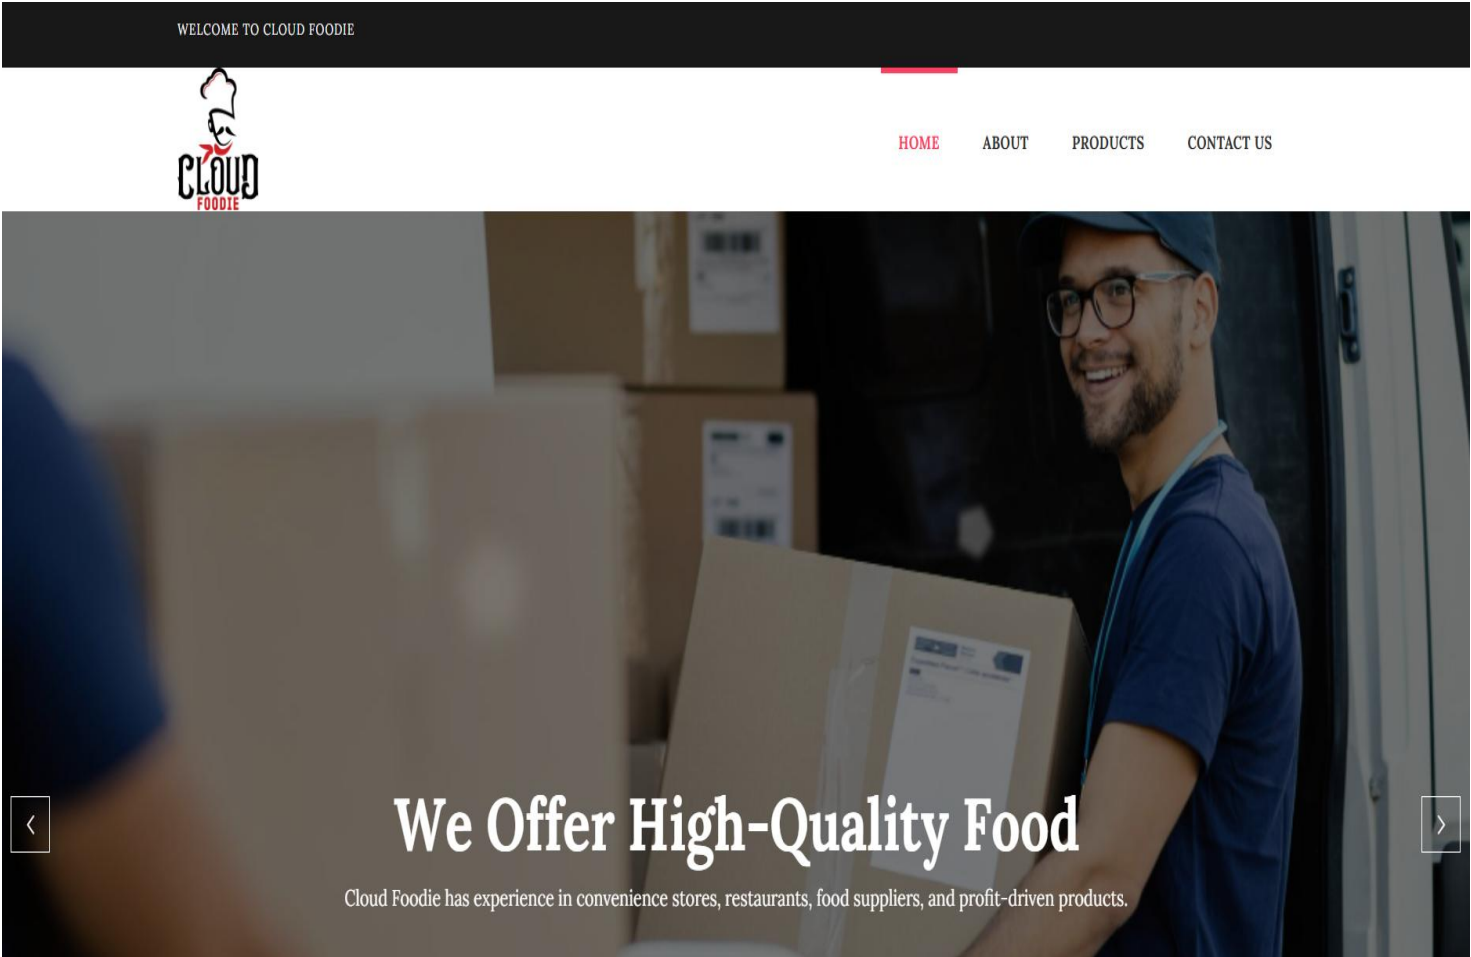 WELCOME TO CLOUD FOODIE
CLOUD
FOODIE
HOME ABOUT PRODUCTS CONTACT US
We Offer High-Quality Food
Cloud Foodie has experience in convenience stores, restaurants, food suppliers, and profit-driven products.